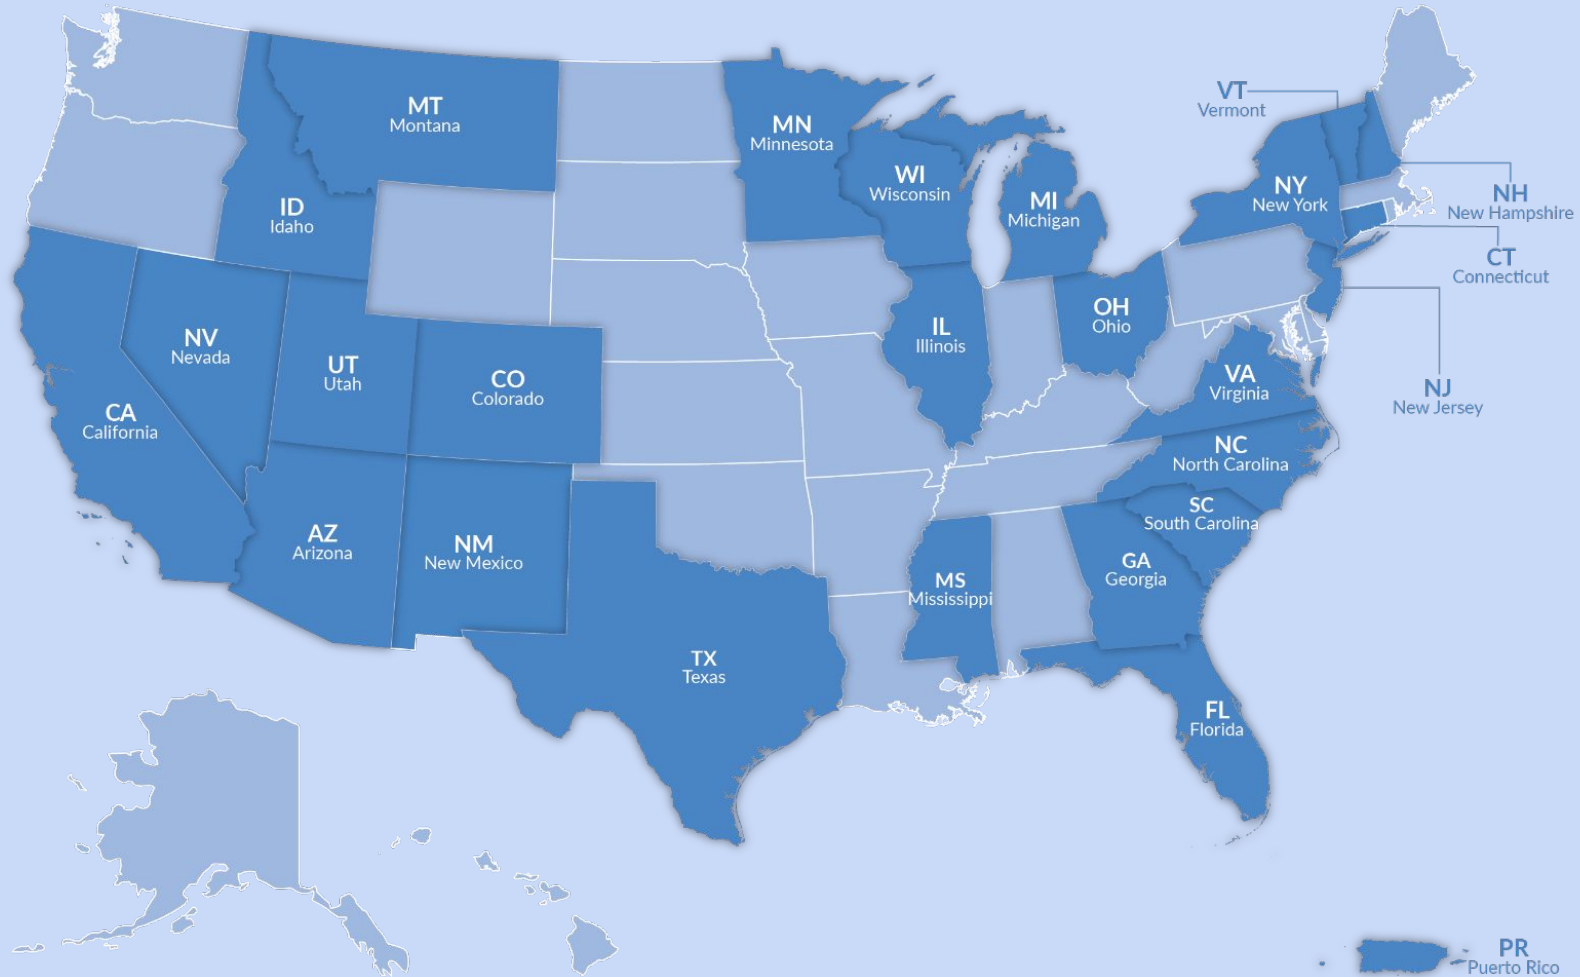 MT
Montana
VT
Vermont
MN
Minnesota
WI
Wisconsin
ID
Idaho
MI
Michigan
NY
New York
NH
New Hampshire
CT
Connecticut
NV
Nevada
UT
Utah
CO
Colorado
IL
Illinois
OH
Ohio
VA
Virginia
NJ
New Jersey
CA
California
NC
North Carolina
SC
South Carolina
AZ
Arizona
NM
New Mexico
MS
Mississippi
GA
Georgia
TX
Texas
FL
Florida
PR
Puerto Rico